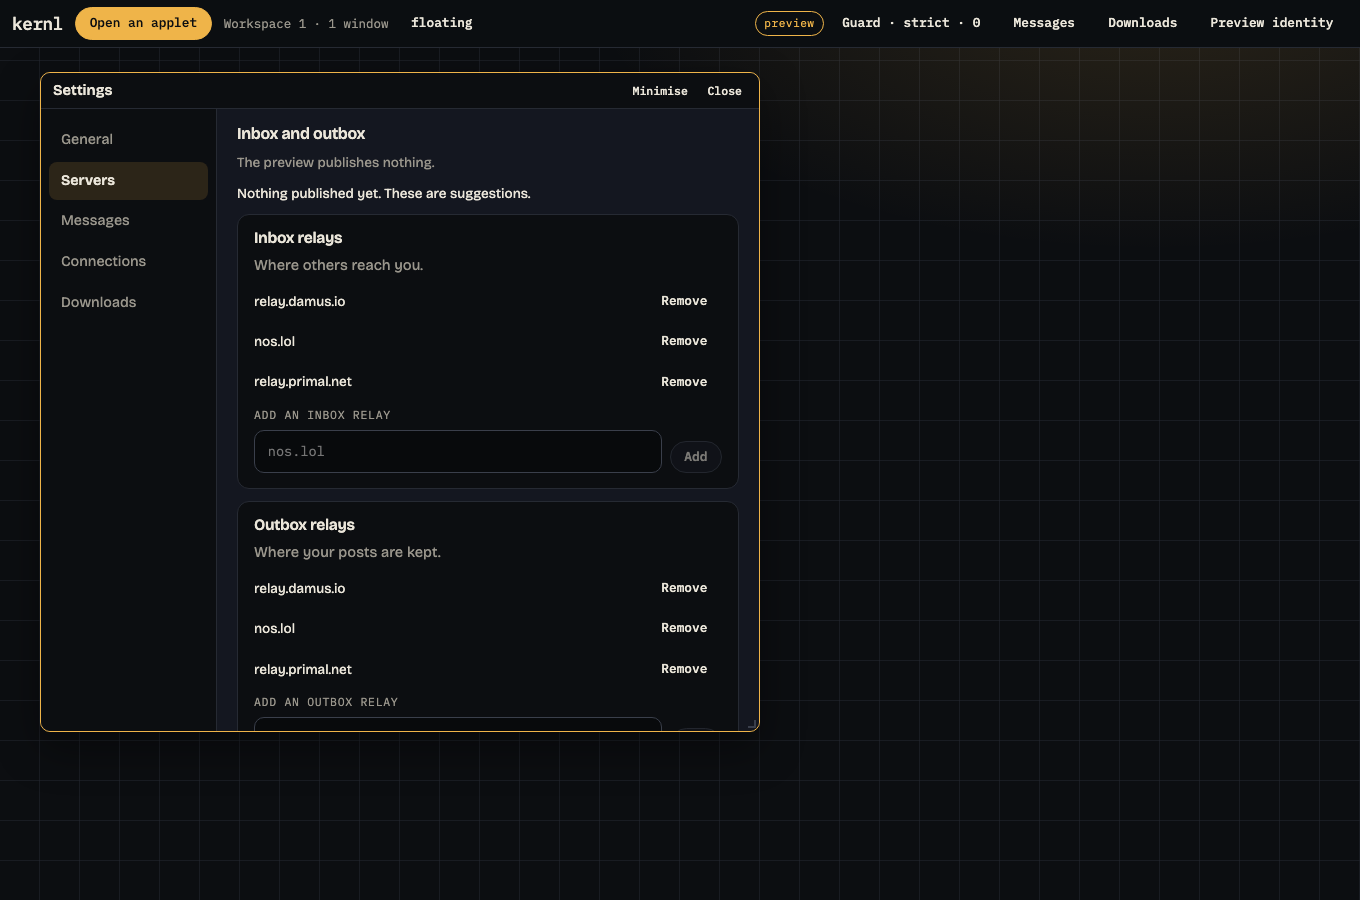 kernl Open an applet Workspace 1 · 1 window floating preview Guard · strict · 0 Messages Downloads Preview identity
Settings Minimise Close
General
Servers
Messages
Connections
Downloads
Inbox and outbox
The preview publishes nothing.
Nothing published yet. These are suggestions.
Inbox relays
Where others reach you.
relay.damus.io Remove
nos.lol Remove
relay.primal.net Remove
ADD AN INBOX RELAY
nos.lol Add
Outbox relays
Where your posts are kept.
relay.damus.io Remove
nos.lol Remove
relay.primal.net Remove
ADD AN OUTBOX RELAY